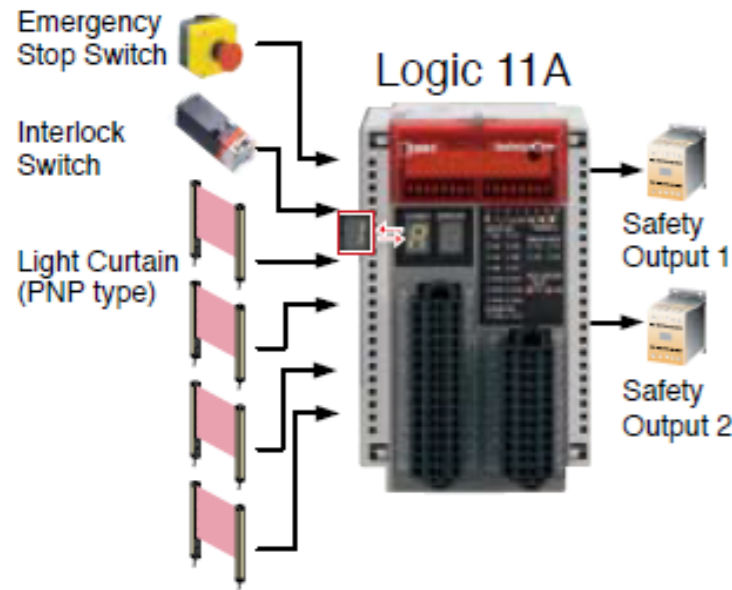 Emergency
Stop Switch
Logic 11A
Interlock
Switch
Light Curtain
(PNP type)
Safety
Output 1
Safety
Output 2